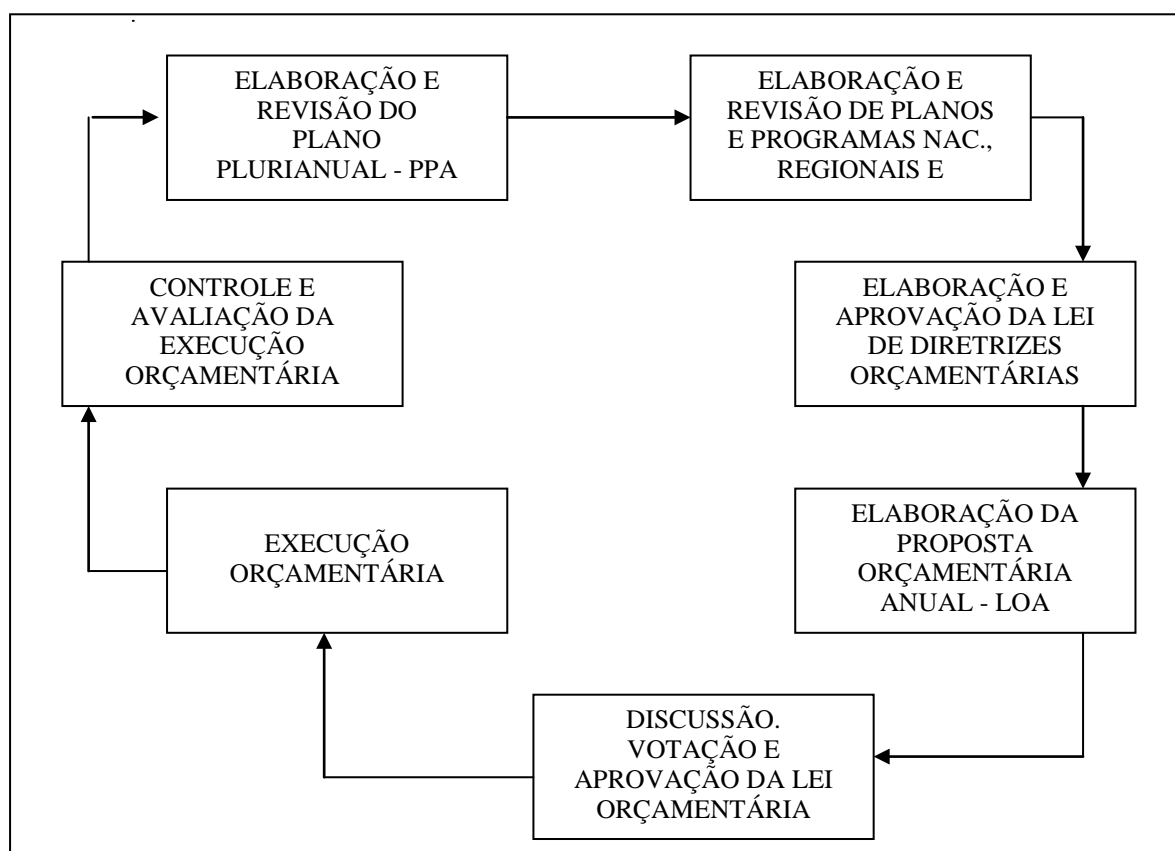 ELABORAÇÃO E
REVISÃO DO
PLANO
PLURIANUAL - PPA
ELABORAÇÃO E
REVISÃO DE PLANOS
E PROGRAMAS NAC.,
REGIONAIS E
ELABORAÇÃO E
APROVAÇÃO DA LEI
DE DIRETRIZES
ORÇAMENTÁRIAS
ELABORAÇÃO DA
PROPOSTA
ORÇAMENTÁRIA
ANUAL - LOA
DISCUSSÃO.
VOTAÇÃO E
APROVAÇÃO DA LEI
ORÇAMENTÁRIA
EXECUÇÃO
ORÇAMENTÁRIA
CONTROLE E
AVALIAÇÃO DA
EXECUÇÃO
ORÇAMENTÁRIA